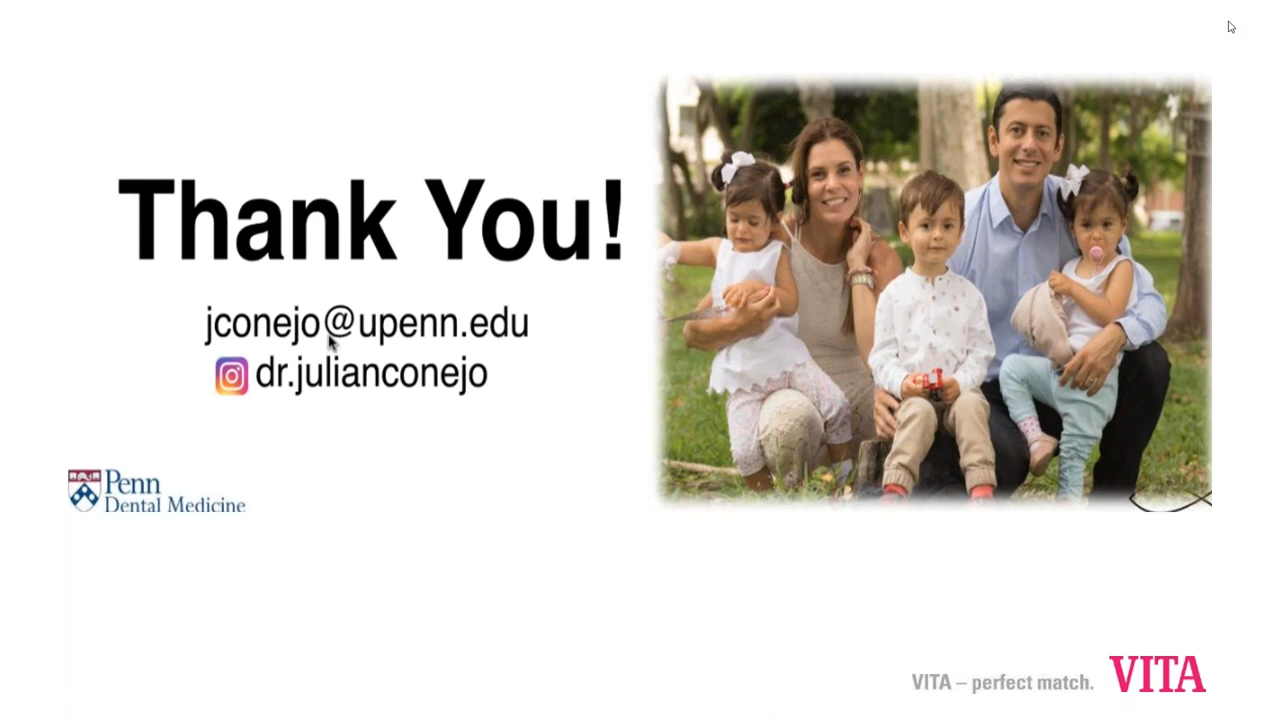 Thank You!
jconejo@upenn.edu
dr.julianconejo
Penn
Dental Medicine
VITA – perfect match. VITA